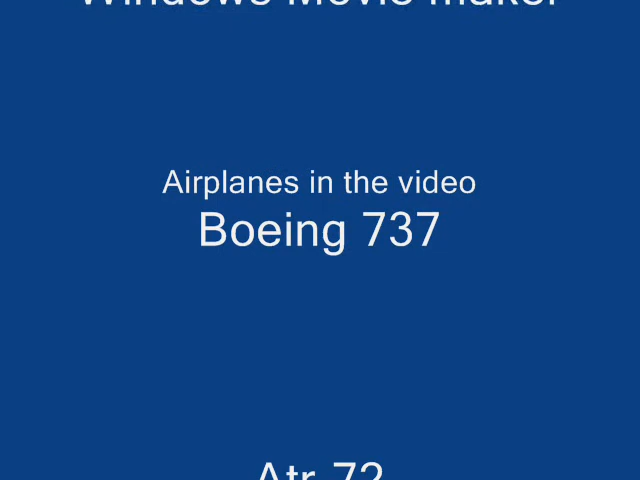 Windows Movie maker
Airplanes in the video
Boeing 737
Atr 72